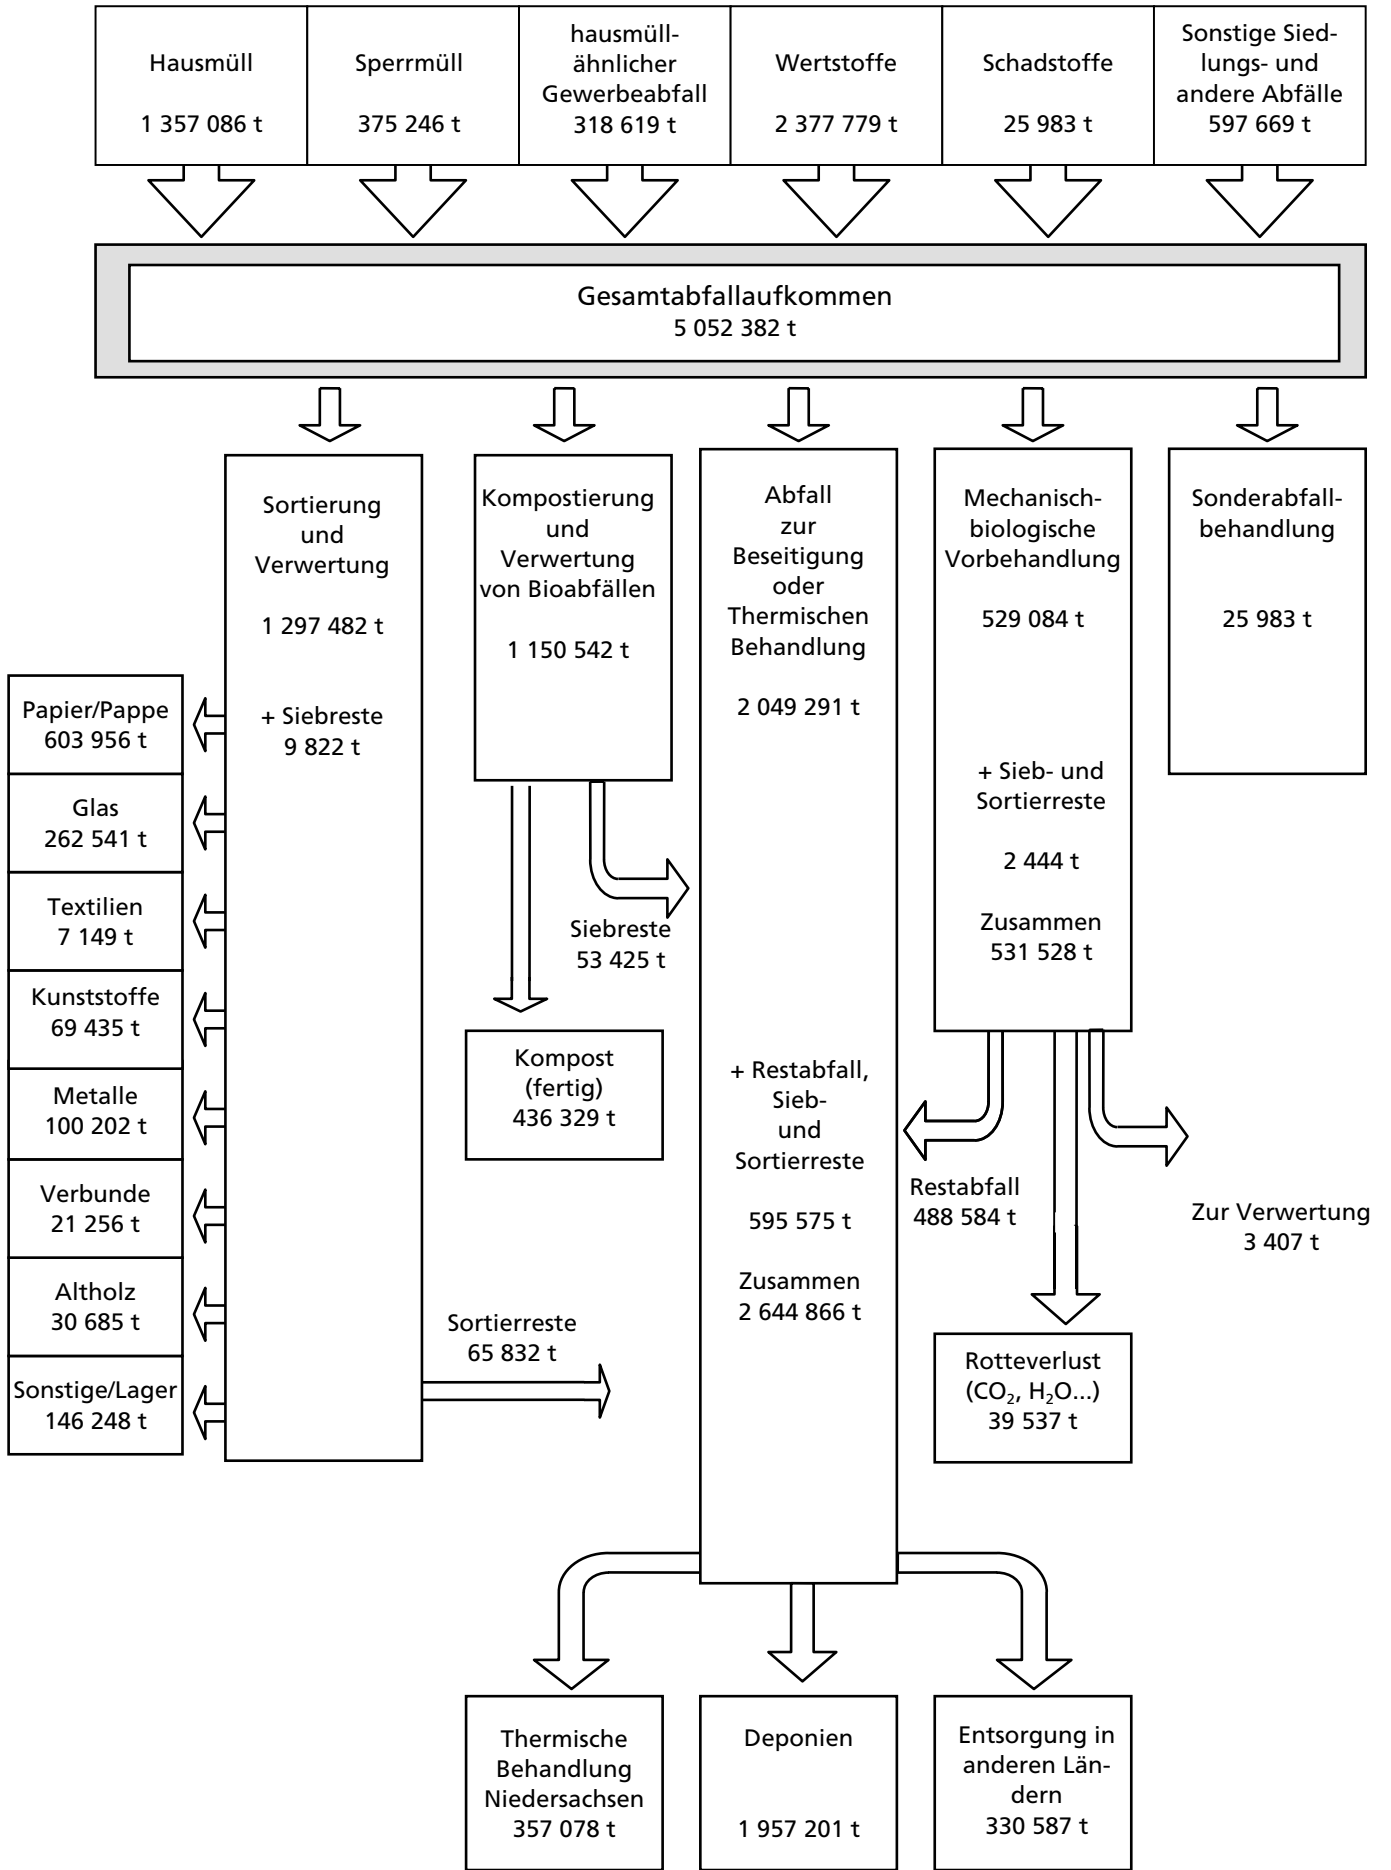 Hausmüll
1 357 086 t
Sperrmüll
375 246 t
hausmüll-
ähnlicher
Gewerbeabfall
318 619 t
Wertstoffe
2 377 779 t
Schadstoffe
25 983 t
Sonstige Sied-
lungs- und
andere Abfälle
597 669 t
Gesamtabfallaufkommen
5 052 382 t
Sortierung
und
Verwertung
1 297 482 t
+ Siebreste
9 822 t
Kompostierung
und
Verwertung
von Bioabfällen
1 150 542 t
Abfall
zur
Beseitigung
oder
Thermischen
Behandlung
2 049 291 t
Mechanisch-
biologische
Vorbehandlung
529 084 t
+ Sieb- und
Sortierreste
2 444 t
Zusammen
531 528 t
Sonderabfall-
behandlung
25 983 t
Papier/Pappe
603 956 t
Glas
262 541 t
Textilien
7 149 t
Kunststoffe
69 435 t
Metalle
100 202 t
Verbunde
21 256 t
Altholz
30 685 t
Sonstige/Lager
146 248 t
Siebreste
53 425 t
Kompost
(fertig)
436 329 t
+ Restabfall,
Sieb-
und
Sortierreste
595 575 t
Zusammen
2 644 866 t
Restabfall
488 584 t
Zur Verwertung
3 407 t
Sortierreste
65 832 t
Rotteverlust
(CO₂, H₂O...)
39 537 t
Thermische
Behandlung
Niedersachsen
357 078 t
Deponien
1 957 201 t
Entsorgung in
anderen Län-
dern
330 587 t